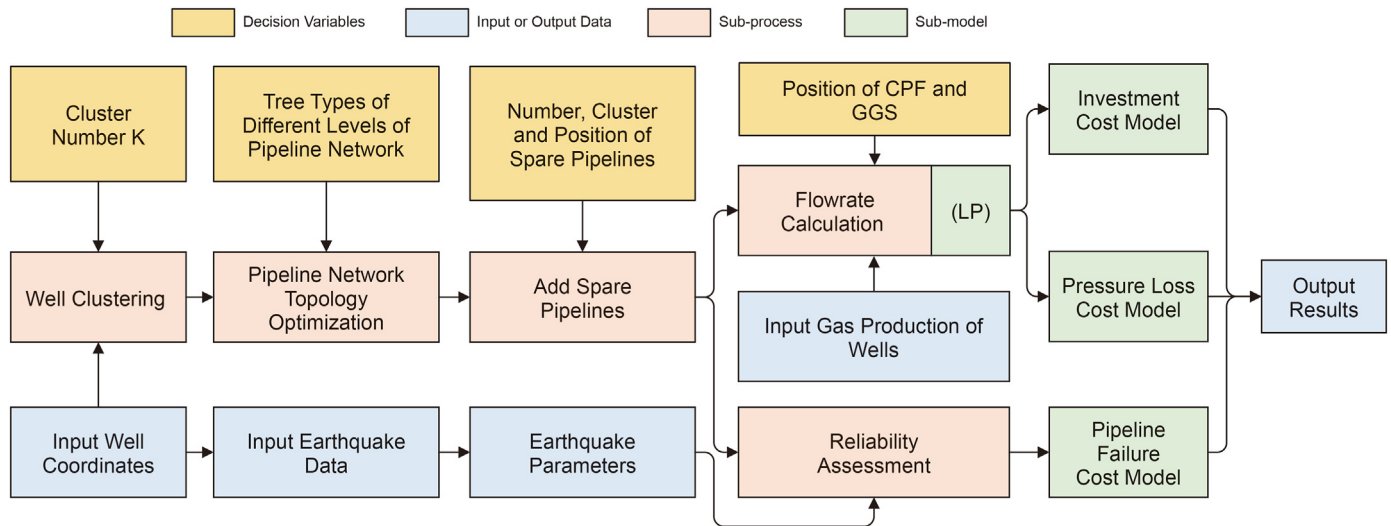 Decision Variables
Input or Output Data
Sub-process
Sub-model
Cluster
Number K
Tree Types of
Different Levels of
Pipeline Network
Number, Cluster
and Position of
Spare Pipelines
Position of CPF and
GGS
Investment
Cost Model
Flowrate
Calculation
(LP)
Well Clustering
Pipeline Network
Topology
Optimization
Add Spare
Pipelines
Input Gas Production of
Wells
Pressure Loss
Cost Model
Output
Results
Input Well
Coordinates
Input Earthquake
Data
Earthquake
Parameters
Reliability
Assessment
Pipeline
Failure
Cost Model